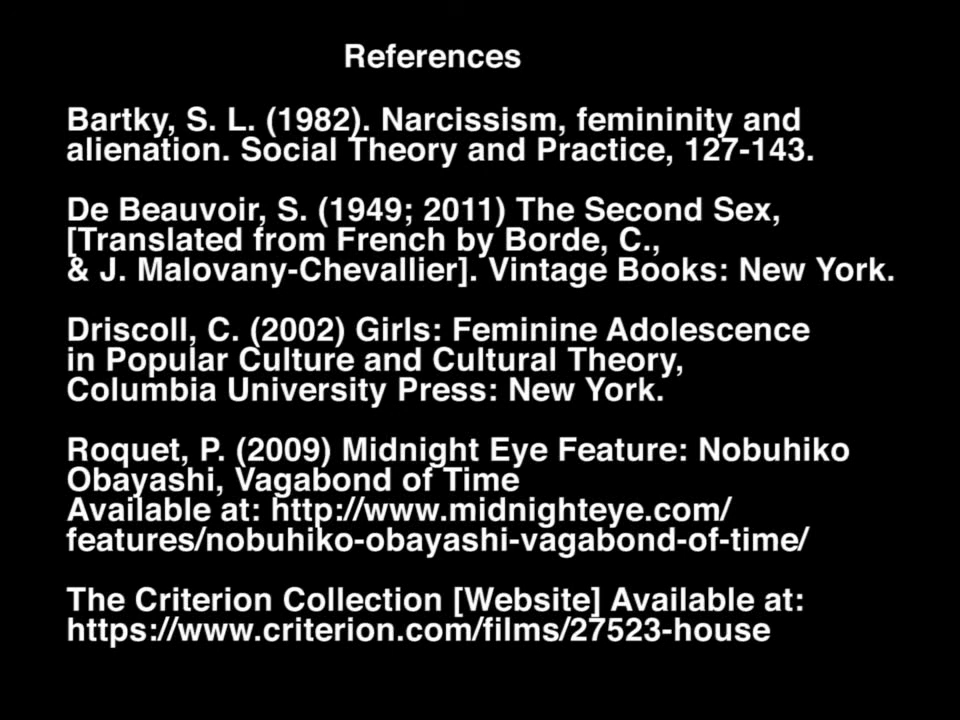 References
Bartky, S. L. (1982). Narcissism, femininity and
alienation. Social Theory and Practice, 127-143.
De Beauvoir, S. (1949; 2011) The Second Sex,
[Translated from French by Borde, C.,
& J. Malovany-Chevallier]. Vintage Books: New York.
Driscoll, C. (2002) Girls: Feminine Adolescence
in Popular Culture and Cultural Theory,
Columbia University Press: New York.
Roquet, P. (2009) Midnight Eye Feature: Nobuhiko
Obayashi, Vagabond of Time
Available at: http://www.midnighteye.com/
features/nobuhiko-obayashi-vagabond-of-time/
The Criterion Collection [Website] Available at:
https://www.criterion.com/films/27523-house